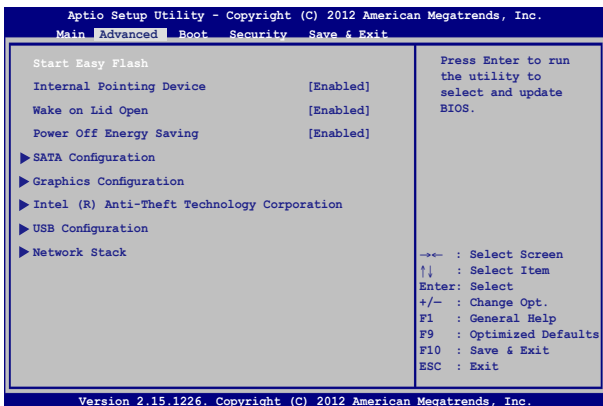 Aptio Setup Utility - Copyright (C) 2012 American Megatrends, Inc.
Main Advanced Boot Security Save & Exit
Start Easy Flash
Internal Pointing Device [Enabled]
Wake on Lid Open [Enabled]
Power Off Energy Saving [Enabled]
SATA Configuration
Graphics Configuration
Intel (R) Anti-Theft Technology Corporation
USB Configuration
Network Stack
Press Enter to run
the utility to
select and update
BIOS.
→← : Select Screen
↑↓ : Select Item
Enter: Select
+/— : Change Opt.
F1 : General Help
F9 : Optimized Defaults
F10 : Save & Exit
ESC : Exit
Version 2.15.1226. Copyright (C) 2012 American Megatrends, Inc.